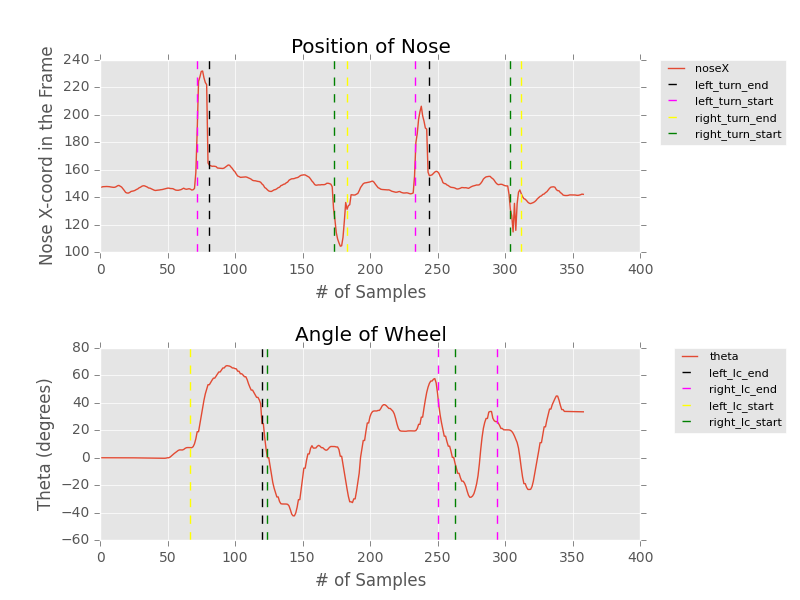 Position of Nose
Nose X-coord in the Frame
240
220
200
180
160
140
120
100
0 50 100 150 200 250 300 350 400
# of Samples
noseX
left_turn_end
left_turn_start
right_turn_end
right_turn_start
Angle of Wheel
Theta (degrees)
80
60
40
20
0
−20
−40
−60
0 50 100 150 200 250 300 350 400
# of Samples
theta
left_lc_end
right_lc_end
left_lc_start
right_lc_start